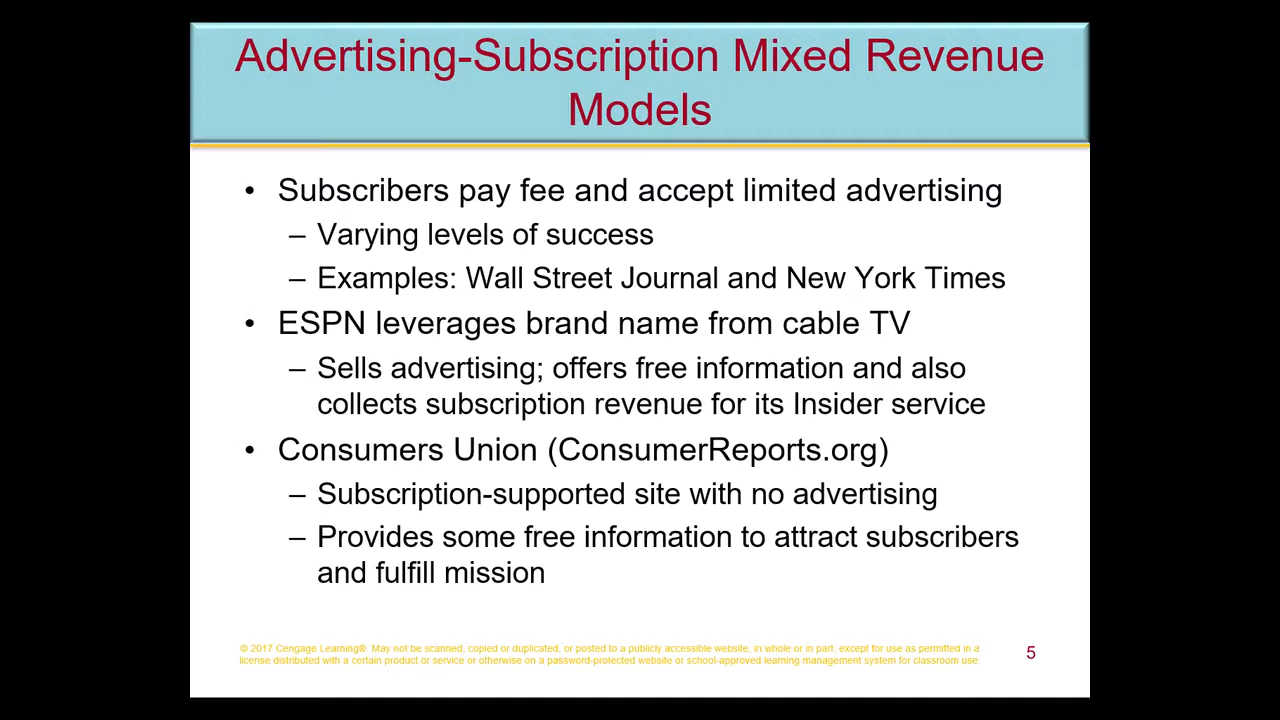 Advertising-Subscription Mixed Revenue
Models
• Subscribers pay fee and accept limited advertising
– Varying levels of success
– Examples: Wall Street Journal and New York Times
• ESPN leverages brand name from cable TV
– Sells advertising; offers free information and also
collects subscription revenue for its Insider service
• Consumers Union (ConsumerReports.org)
– Subscription-supported site with no advertising
– Provides some free information to attract subscribers
and fulfill mission
© 2017 Cengage Learning®. May not be scanned, copied or duplicated, or posted to a publicly accessible website, in whole or in part, except for use as permitted in a
license distributed with a certain product or service or otherwise on a password-protected website or school-approved learning management system for classroom use
5